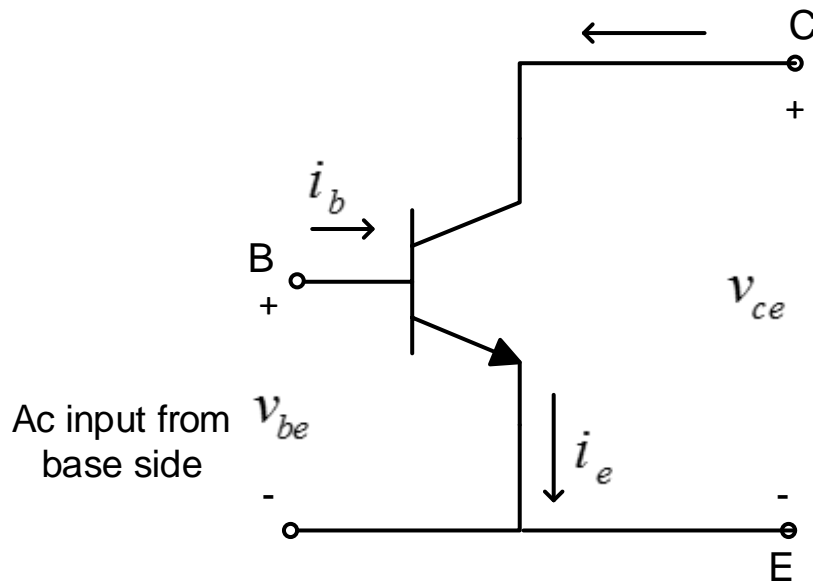 C
+
i_b
B
+
v_ce
Ac input from
base side
v_be
i_e
-
-
E